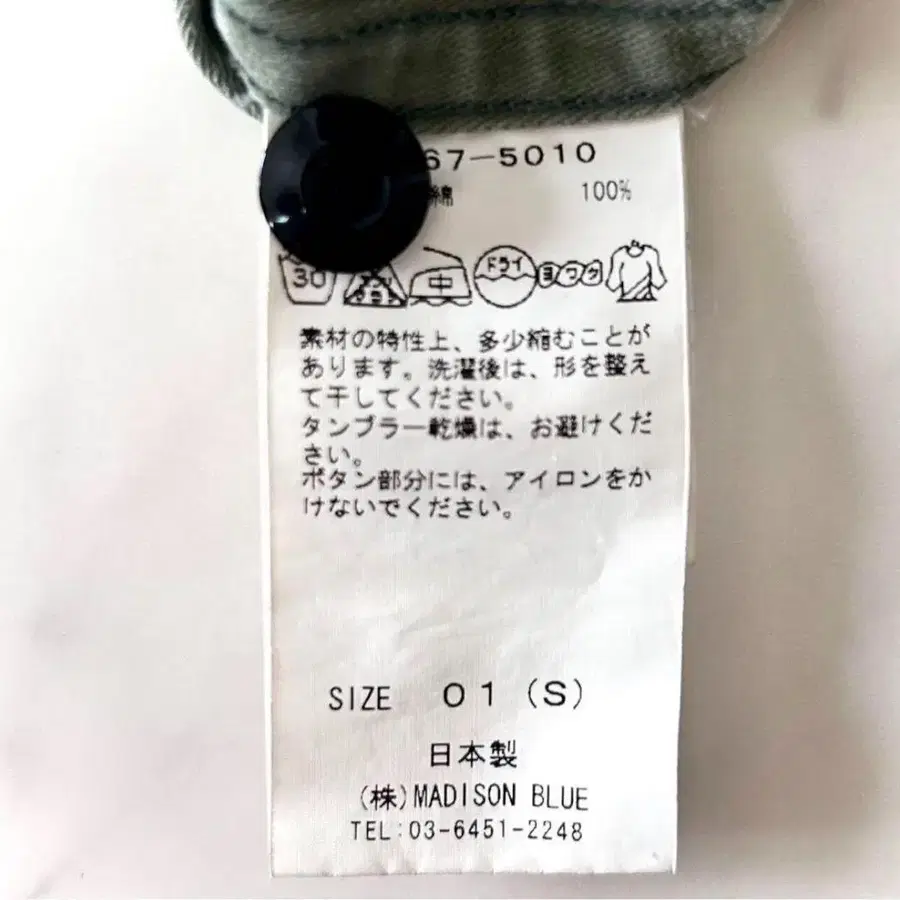 67-5010
綿 100%
30 中 ドライ ヨワク
素材の特性上、多少縮むことが
あります。洗濯後は、形を整え
て干してください。
タンブラー乾燥は、お避けくだ
さい。
ボタン部分には、アイロンをか
けないでください。
SIZE 01(S)
日本製
(株)MADISON BLUE
TEL:03-6451-2248